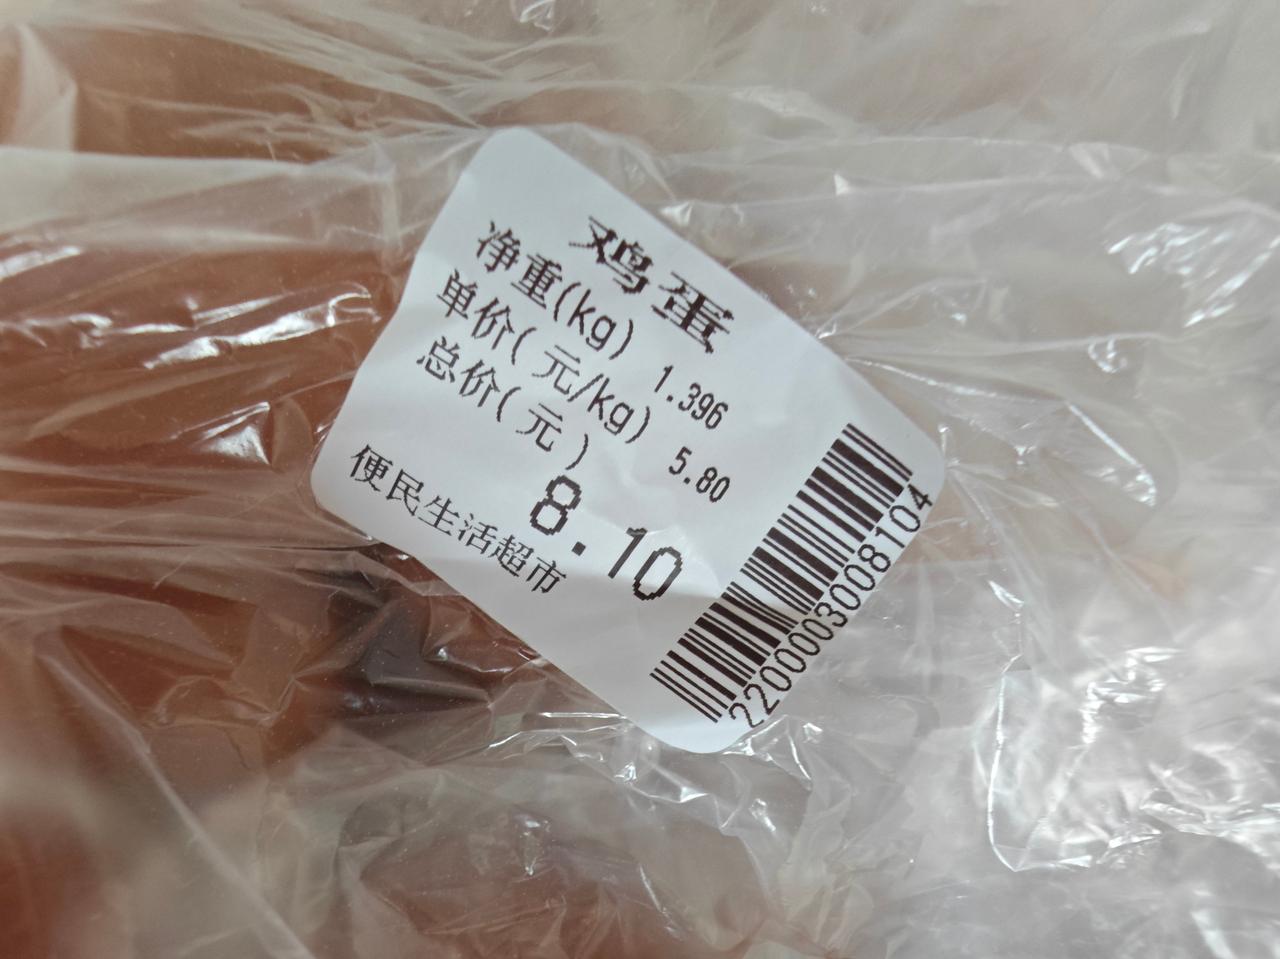 鸡蛋
净重(kg) 1.396
单价(元/kg) 5.80
总价(元) 8.10
便民生活超市
2200003008104